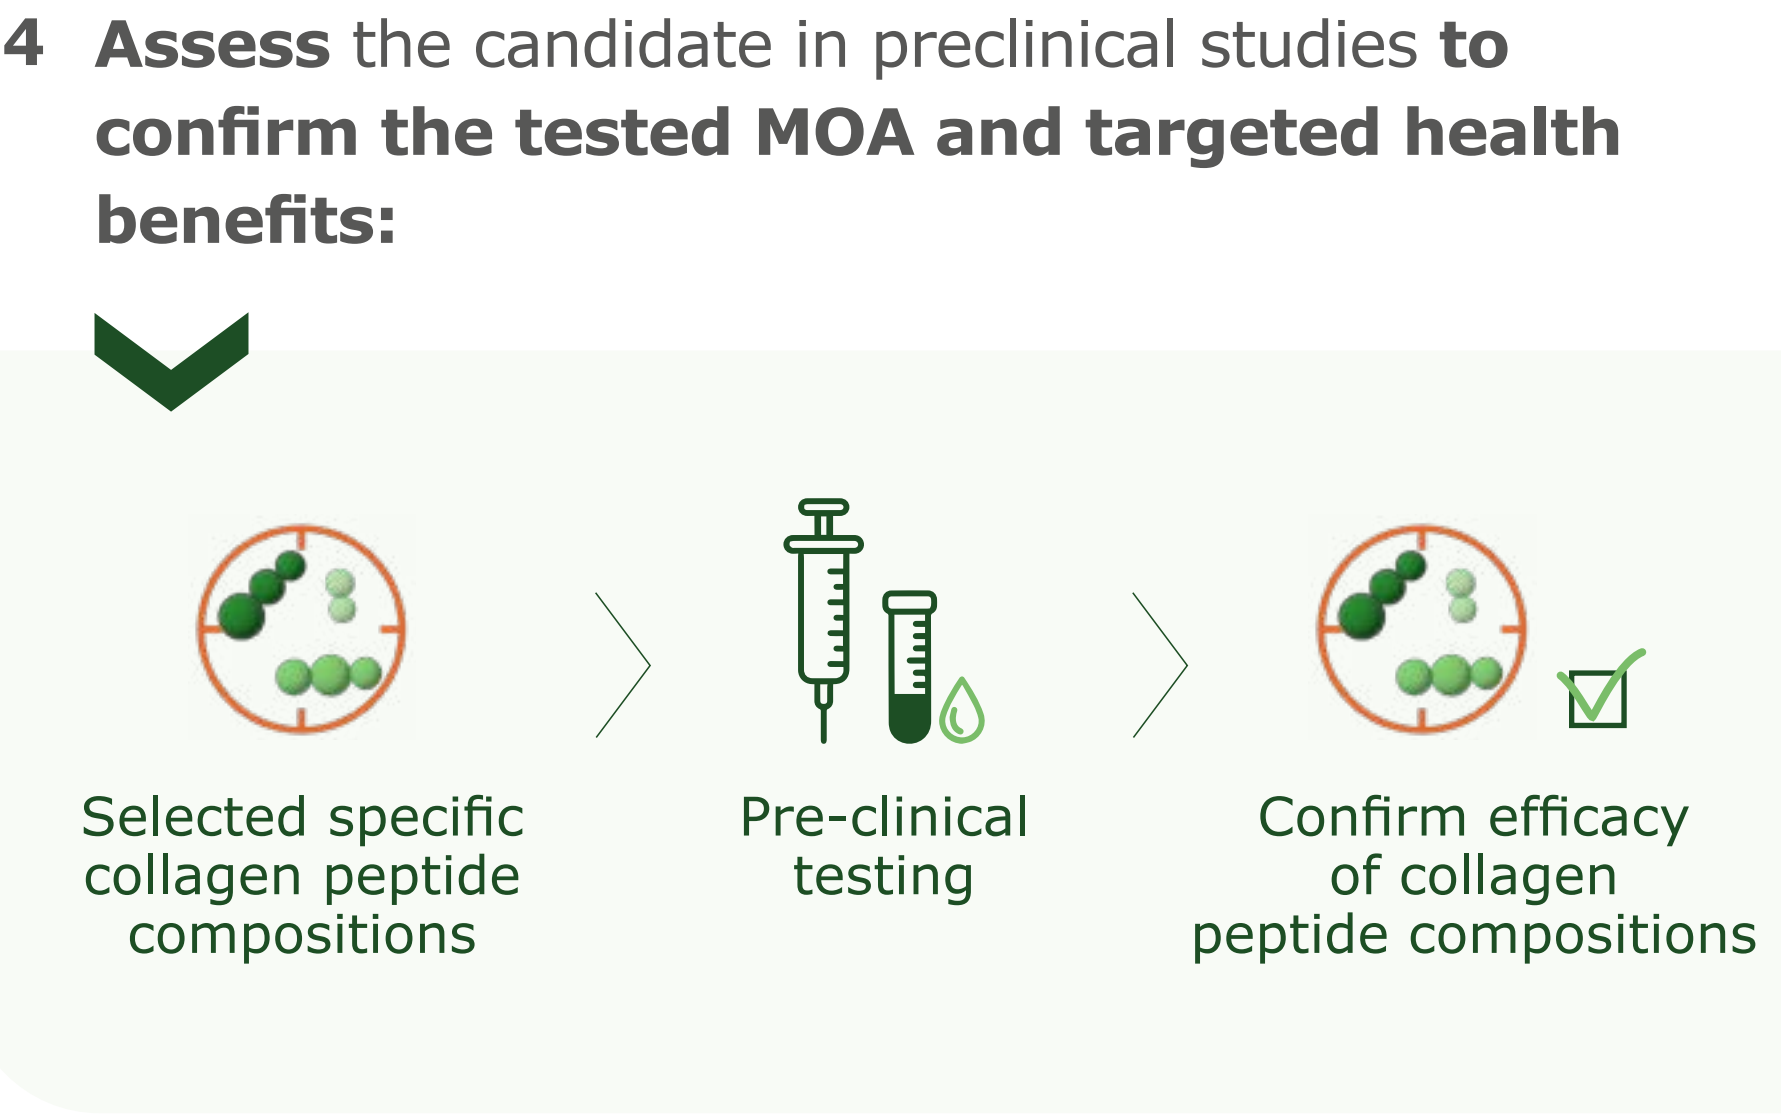 4 Assess the candidate in preclinical studies to
confirm the tested MOA and targeted health
benefits:
Selected specific
collagen peptide
compositions
Pre-clinical
testing
Confirm efficacy
of collagen
peptide compositions